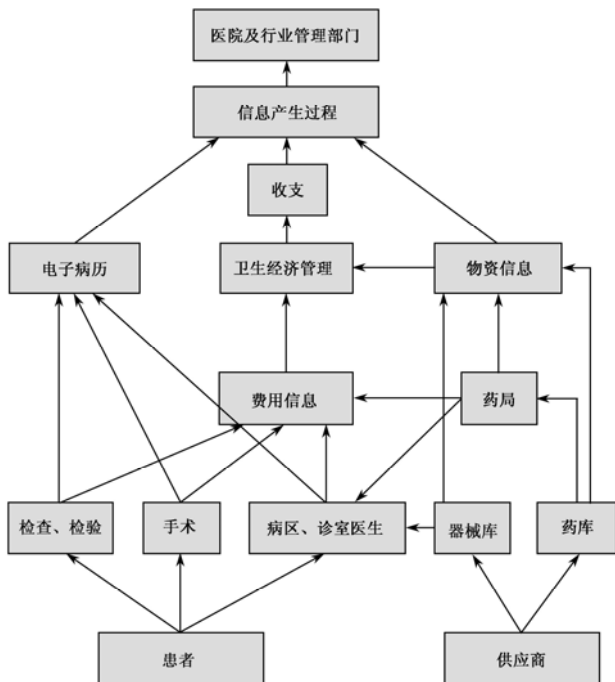 医院及行业管理部门
信息产生过程
收支
电子病历
卫生经济管理
物资信息
费用信息
药局
检查、检验
手术
病区、诊室医生
器械库
药库
患者
供应商